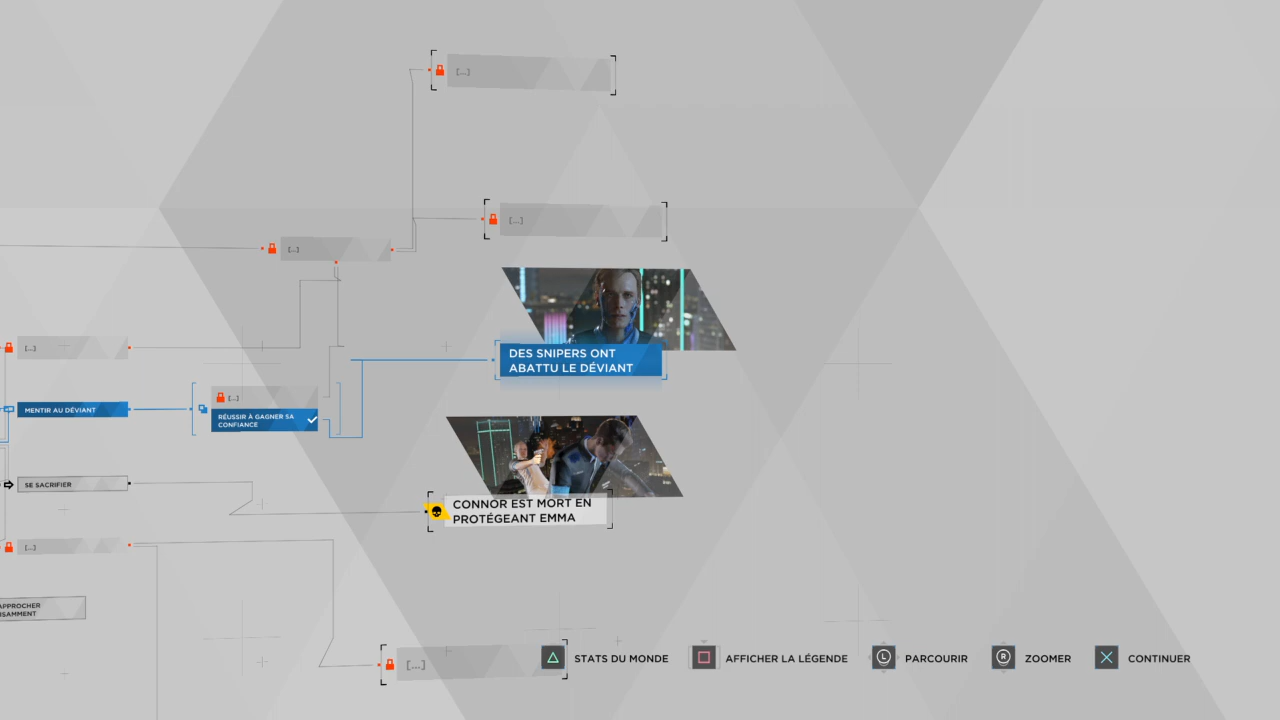 [...]
[...]
[...]
DES SNIPERS ONT
ABATTU LE DÉVIANT
[...]
[...]
MENTIR AU DÉVIANT
RÉUSSIR À GAGNER SA
CONFIANCE
SE SACRIFIER
CONNOR EST MORT EN
PROTÉGEANT EMMA
[...]
APPROCHER
ISAMMENT
[...]
STATS DU MONDE
AFFICHER LA LÉGENDE
L
PARCOURIR
R
ZOOMER
CONTINUER